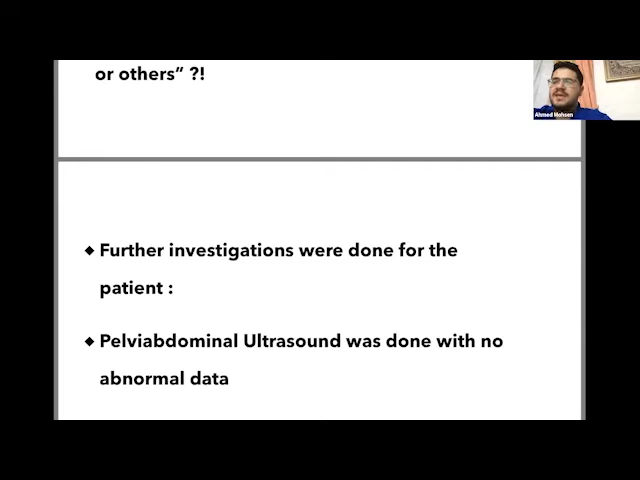 or others” ?!
Ahmed Mohsen
◆ Further investigations were done for the
patient :
◆ Pelviabdominal Ultrasound was done with no
abnormal data